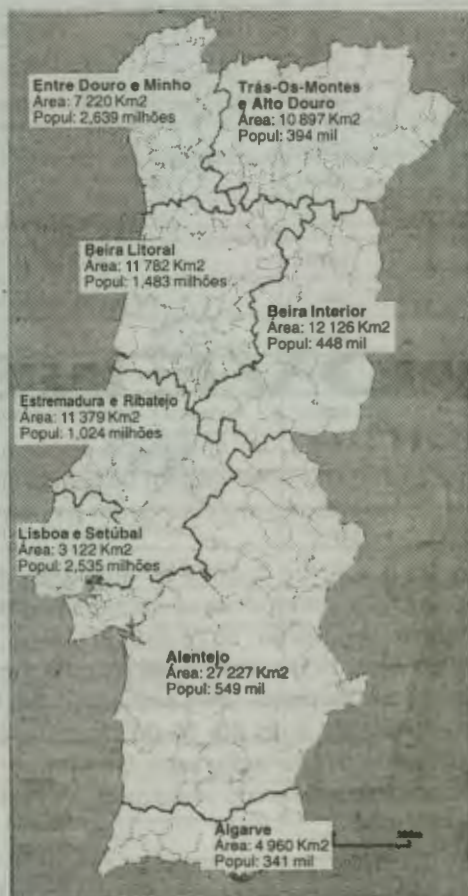 Entre Douro e Minho
Área: 7 220 Km2
Popul: 2,639 milhões
Trás-Os-Montes
e Alto Douro
Área: 10 897 Km2
Popul: 394 mil
Beira Litoral
Área: 11 782 Km2
Popul: 1,483 milhões
Beira Interior
Área: 12 126 Km2
Popul: 448 mil
Estremadura e Ribatejo
Área: 11 379 Km2
Popul: 1,024 milhões
Lisboa e Setúbal
Área: 3 122 Km2
Popul: 2,535 milhões
Alentejo
Área: 27 227 Km2
Popul: 549 mil
Algarve
Área: 4 960 Km2
Popul: 341 mil